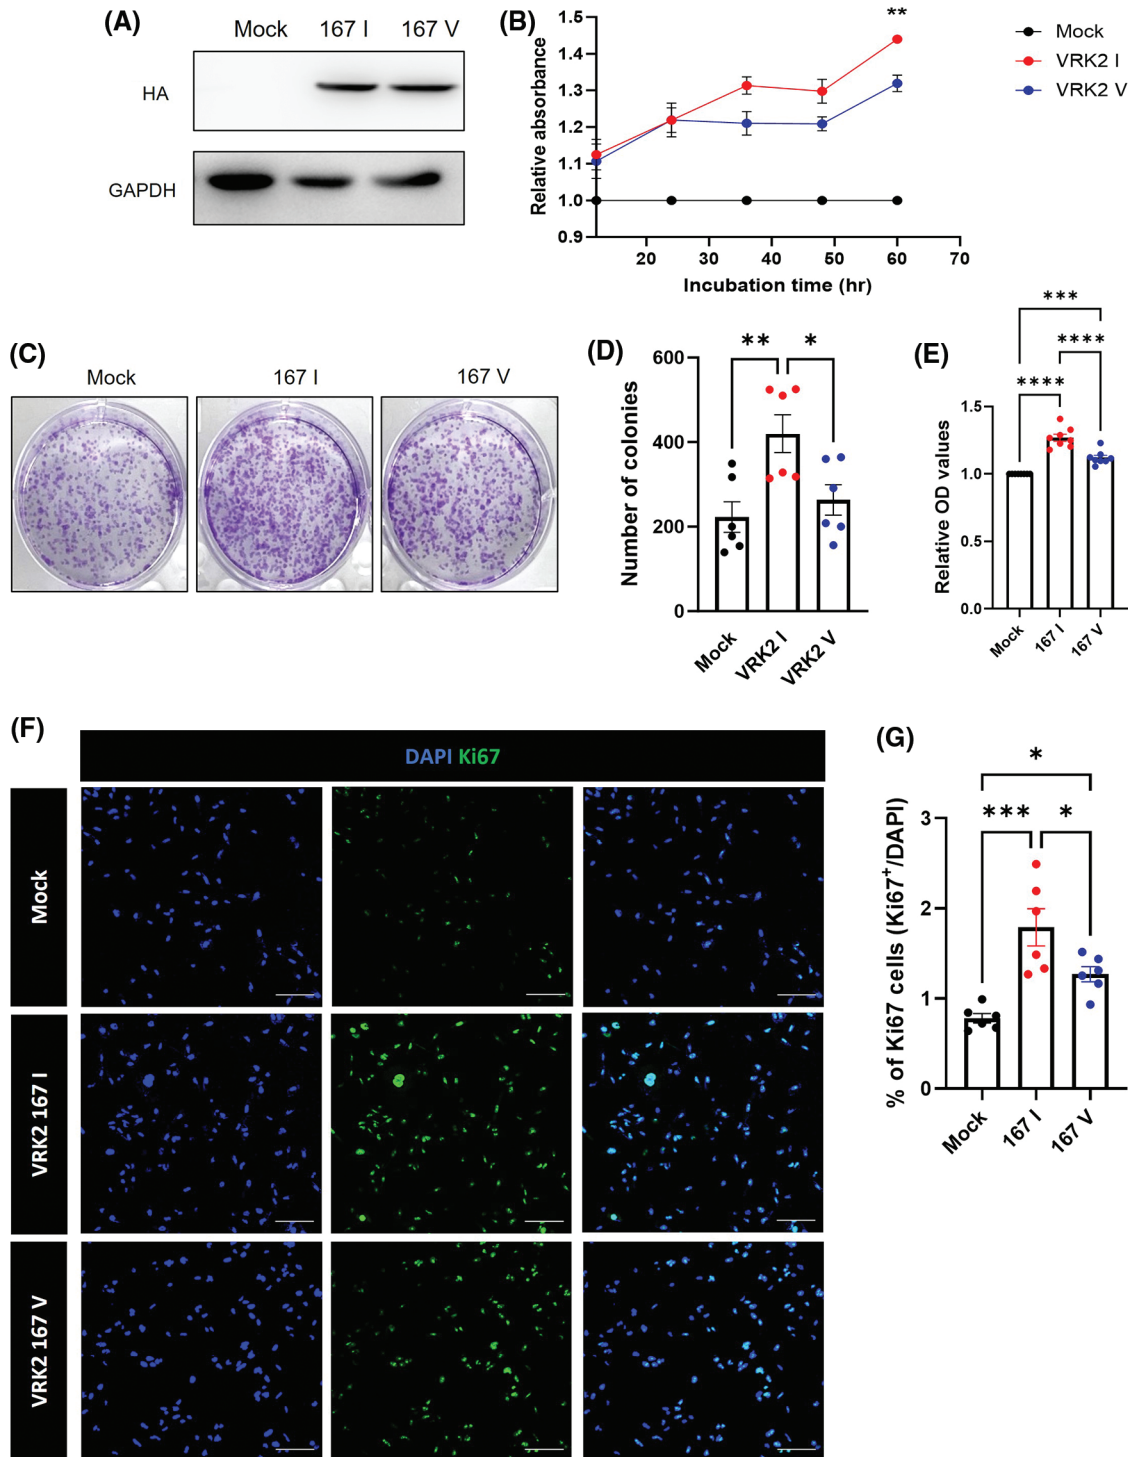 (A)
Mock 167 I 167 V
HA
GAPDH
(B)
**
1.5
1.4
1.3
1.2
1.1
1.0
0.9
Relative absorbance
20 30 40 50 60 70
Incubation time (hr)
Mock
VRK2 I
VRK2 V
(C)
Mock 167 I 167 V
(D)
** *
600
400
200
0
Number of colonies
Mock VRK2 I VRK2 V
(E)
***
****
****
1.5
1.0
0.5
0.0
Relative OD values
Mock 167 I 167 V
(F)
DAPI Ki67
Mock
VRK2 167 I
VRK2 167 V
(G)
*
*** *
3
2
1
0
% of Ki67 cells (Ki67+/DAPI)
Mock 167 I 167 V